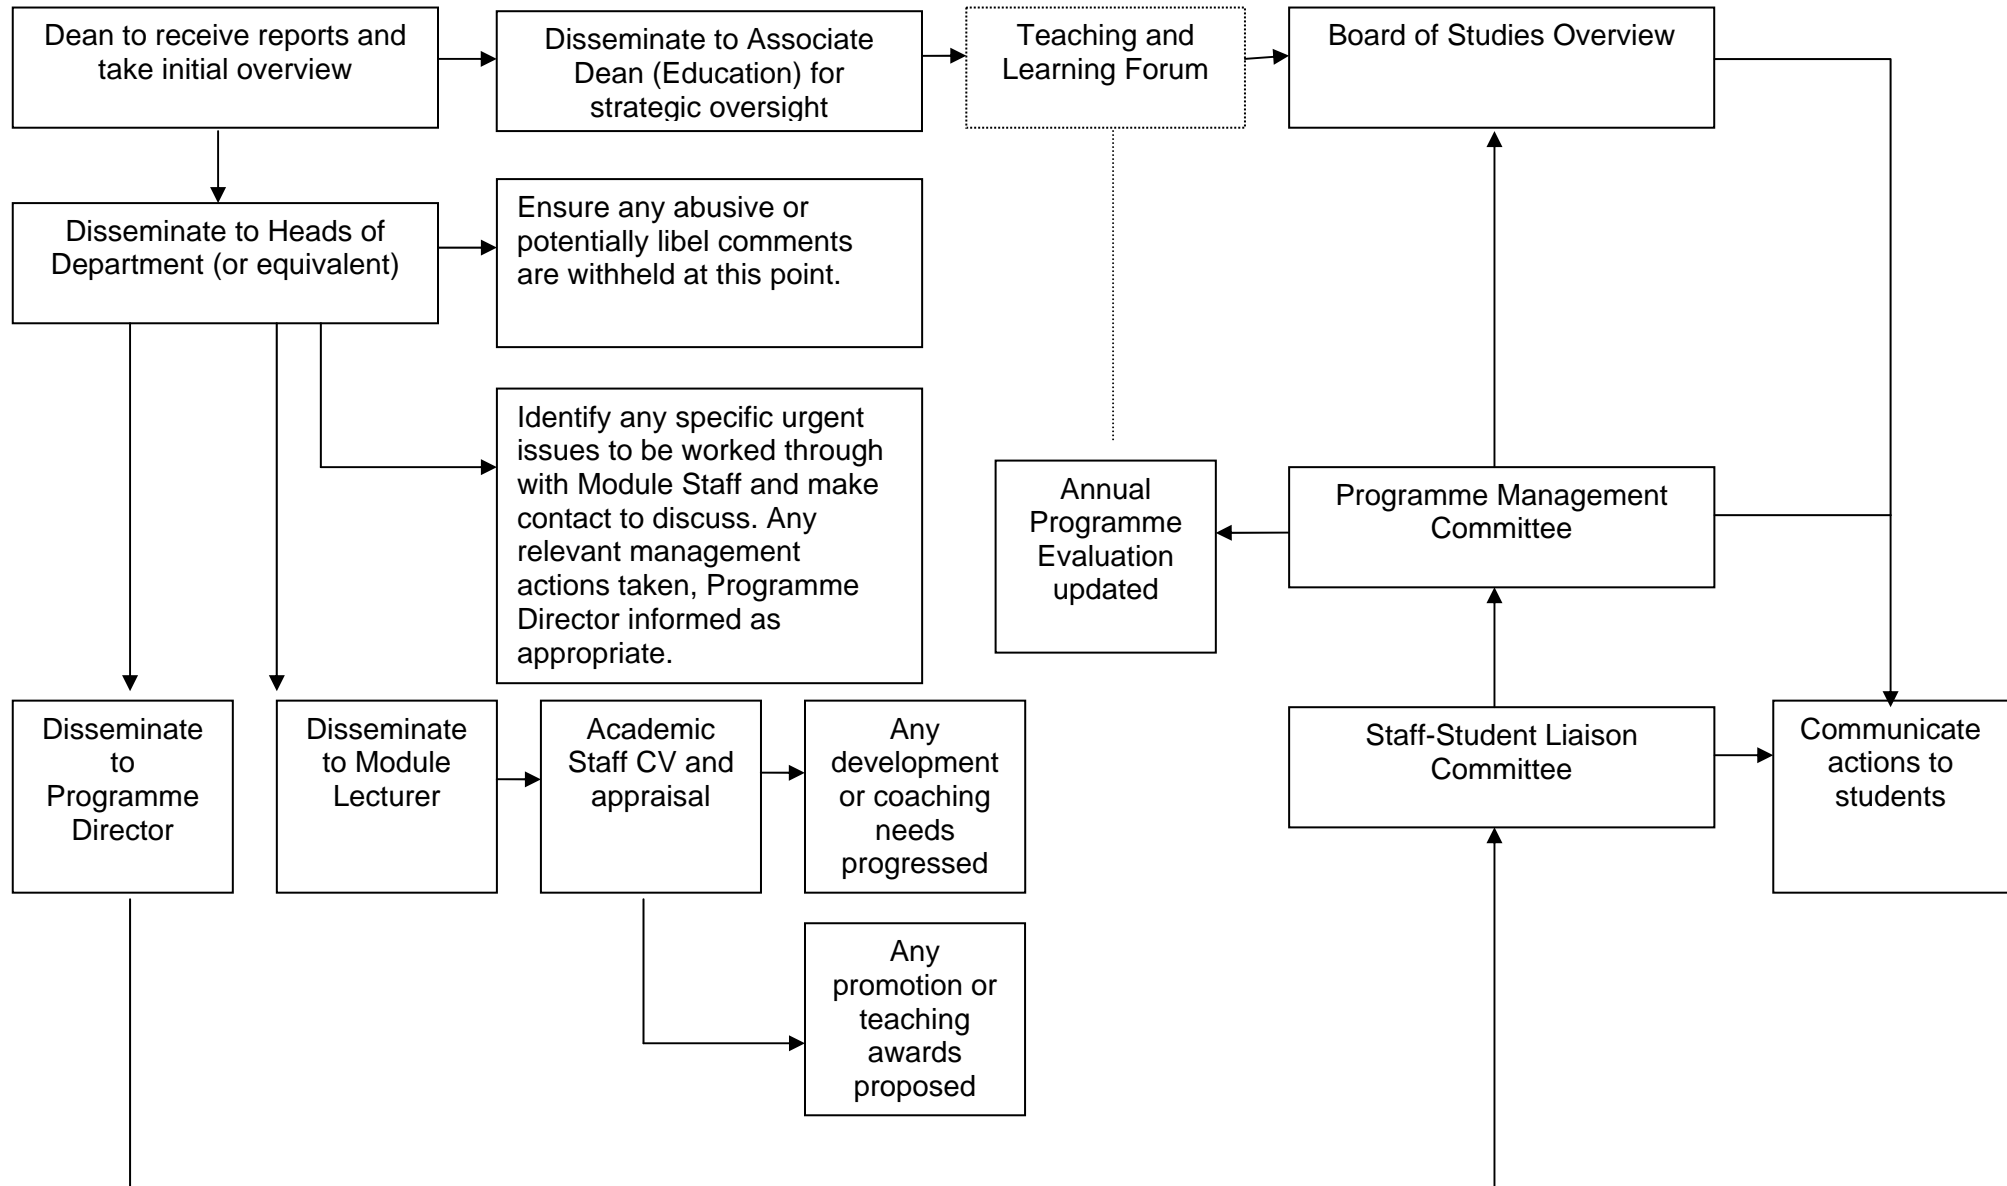 Dean to receive reports and
take initial overview
Disseminate to Associate
Dean (Education) for
strategic oversight
Teaching and
Learning Forum
Board of Studies Overview
Disseminate to Heads of
Department (or equivalent)
Ensure any abusive or
potentially libel comments
are withheld at this point.
Identify any specific urgent
issues to be worked through
with Module Staff and make
contact to discuss. Any
relevant management
actions taken, Programme
Director informed as
appropriate.
Annual
Programme
Evaluation
updated
Programme Management
Committee
Disseminate
to
Programme
Director
Disseminate
to Module
Lecturer
Academic
Staff CV and
appraisal
Any
development
or coaching
needs
progressed
Staff-Student Liaison
Committee
Communicate
actions to
students
Any
promotion or
teaching
awards
proposed